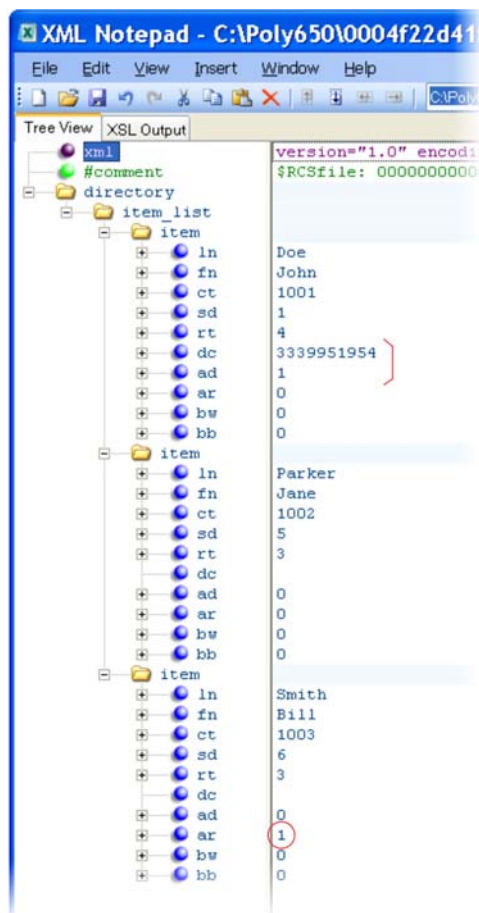 XML Notepad - C:\Poly650\0004f22d41
File Edit View Insert Window Help
C:\Poly
Tree View XSL Output
xml version="1.0" encodi
#comment $RCSfile: 0000000000
directory
item_list
item
ln Doe
fn John
ct 1001
sd 1
rt 4
dc 3339951954
ad 1
ar 0
bw 0
bb 0
item
ln Parker
fn Jane
ct 1002
sd 5
rt 3
dc
ad 0
ar 0
bw 0
bb 0
item
ln Smith
fn Bill
ct 1003
sd 6
rt 3
dc
ad 0
ar 1
bw 0
bb 0